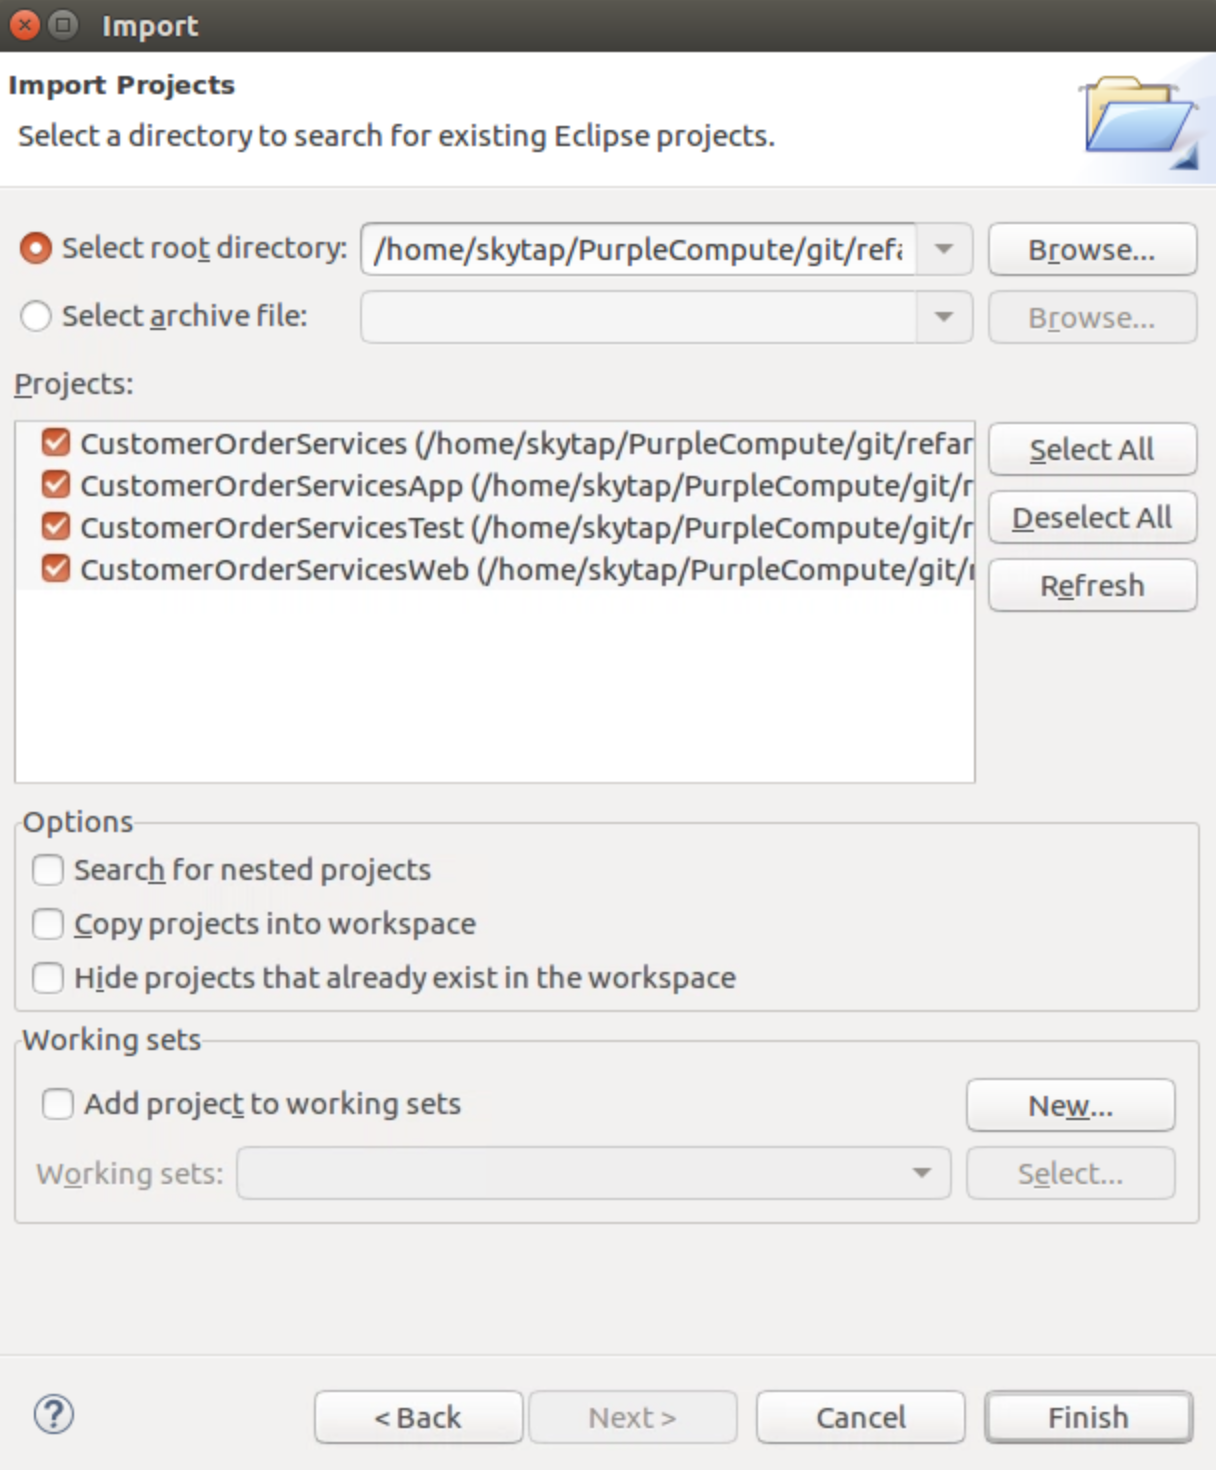 Import
Import Projects
Select a directory to search for existing Eclipse projects.
Select root directory: /home/skytap/PurpleCompute/git/refa Browse...
Select archive file: Browse...
Projects:
CustomerOrderServices (/home/skytap/PurpleCompute/git/refar Select All
CustomerOrderServicesApp (/home/skytap/PurpleCompute/git/r
CustomerOrderServicesTest (/home/skytap/PurpleCompute/git/r Deselect All
CustomerOrderServicesWeb (/home/skytap/PurpleCompute/git/r Refresh
Options
Search for nested projects
Copy projects into workspace
Hide projects that already exist in the workspace
Working sets
Add project to working sets New...
Working sets: Select...
? < Back Next > Cancel Finish